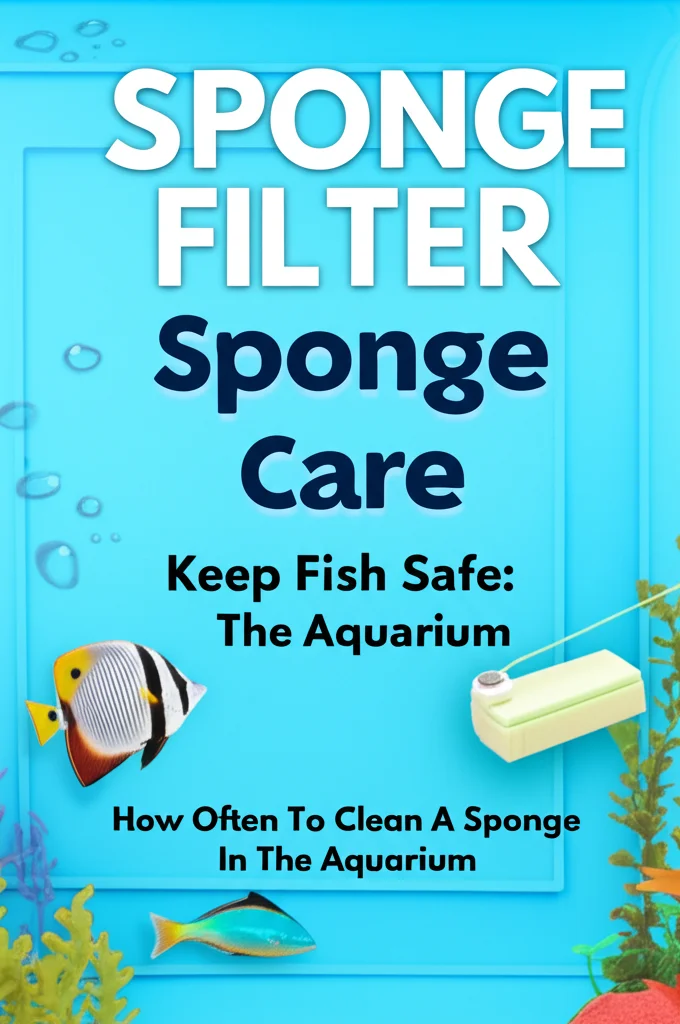 SPONGE
FILTER
Sponge
Care
Keep Fish Safe:
The Aquarium
How Often To Clean A Sponge
In The Aquarium